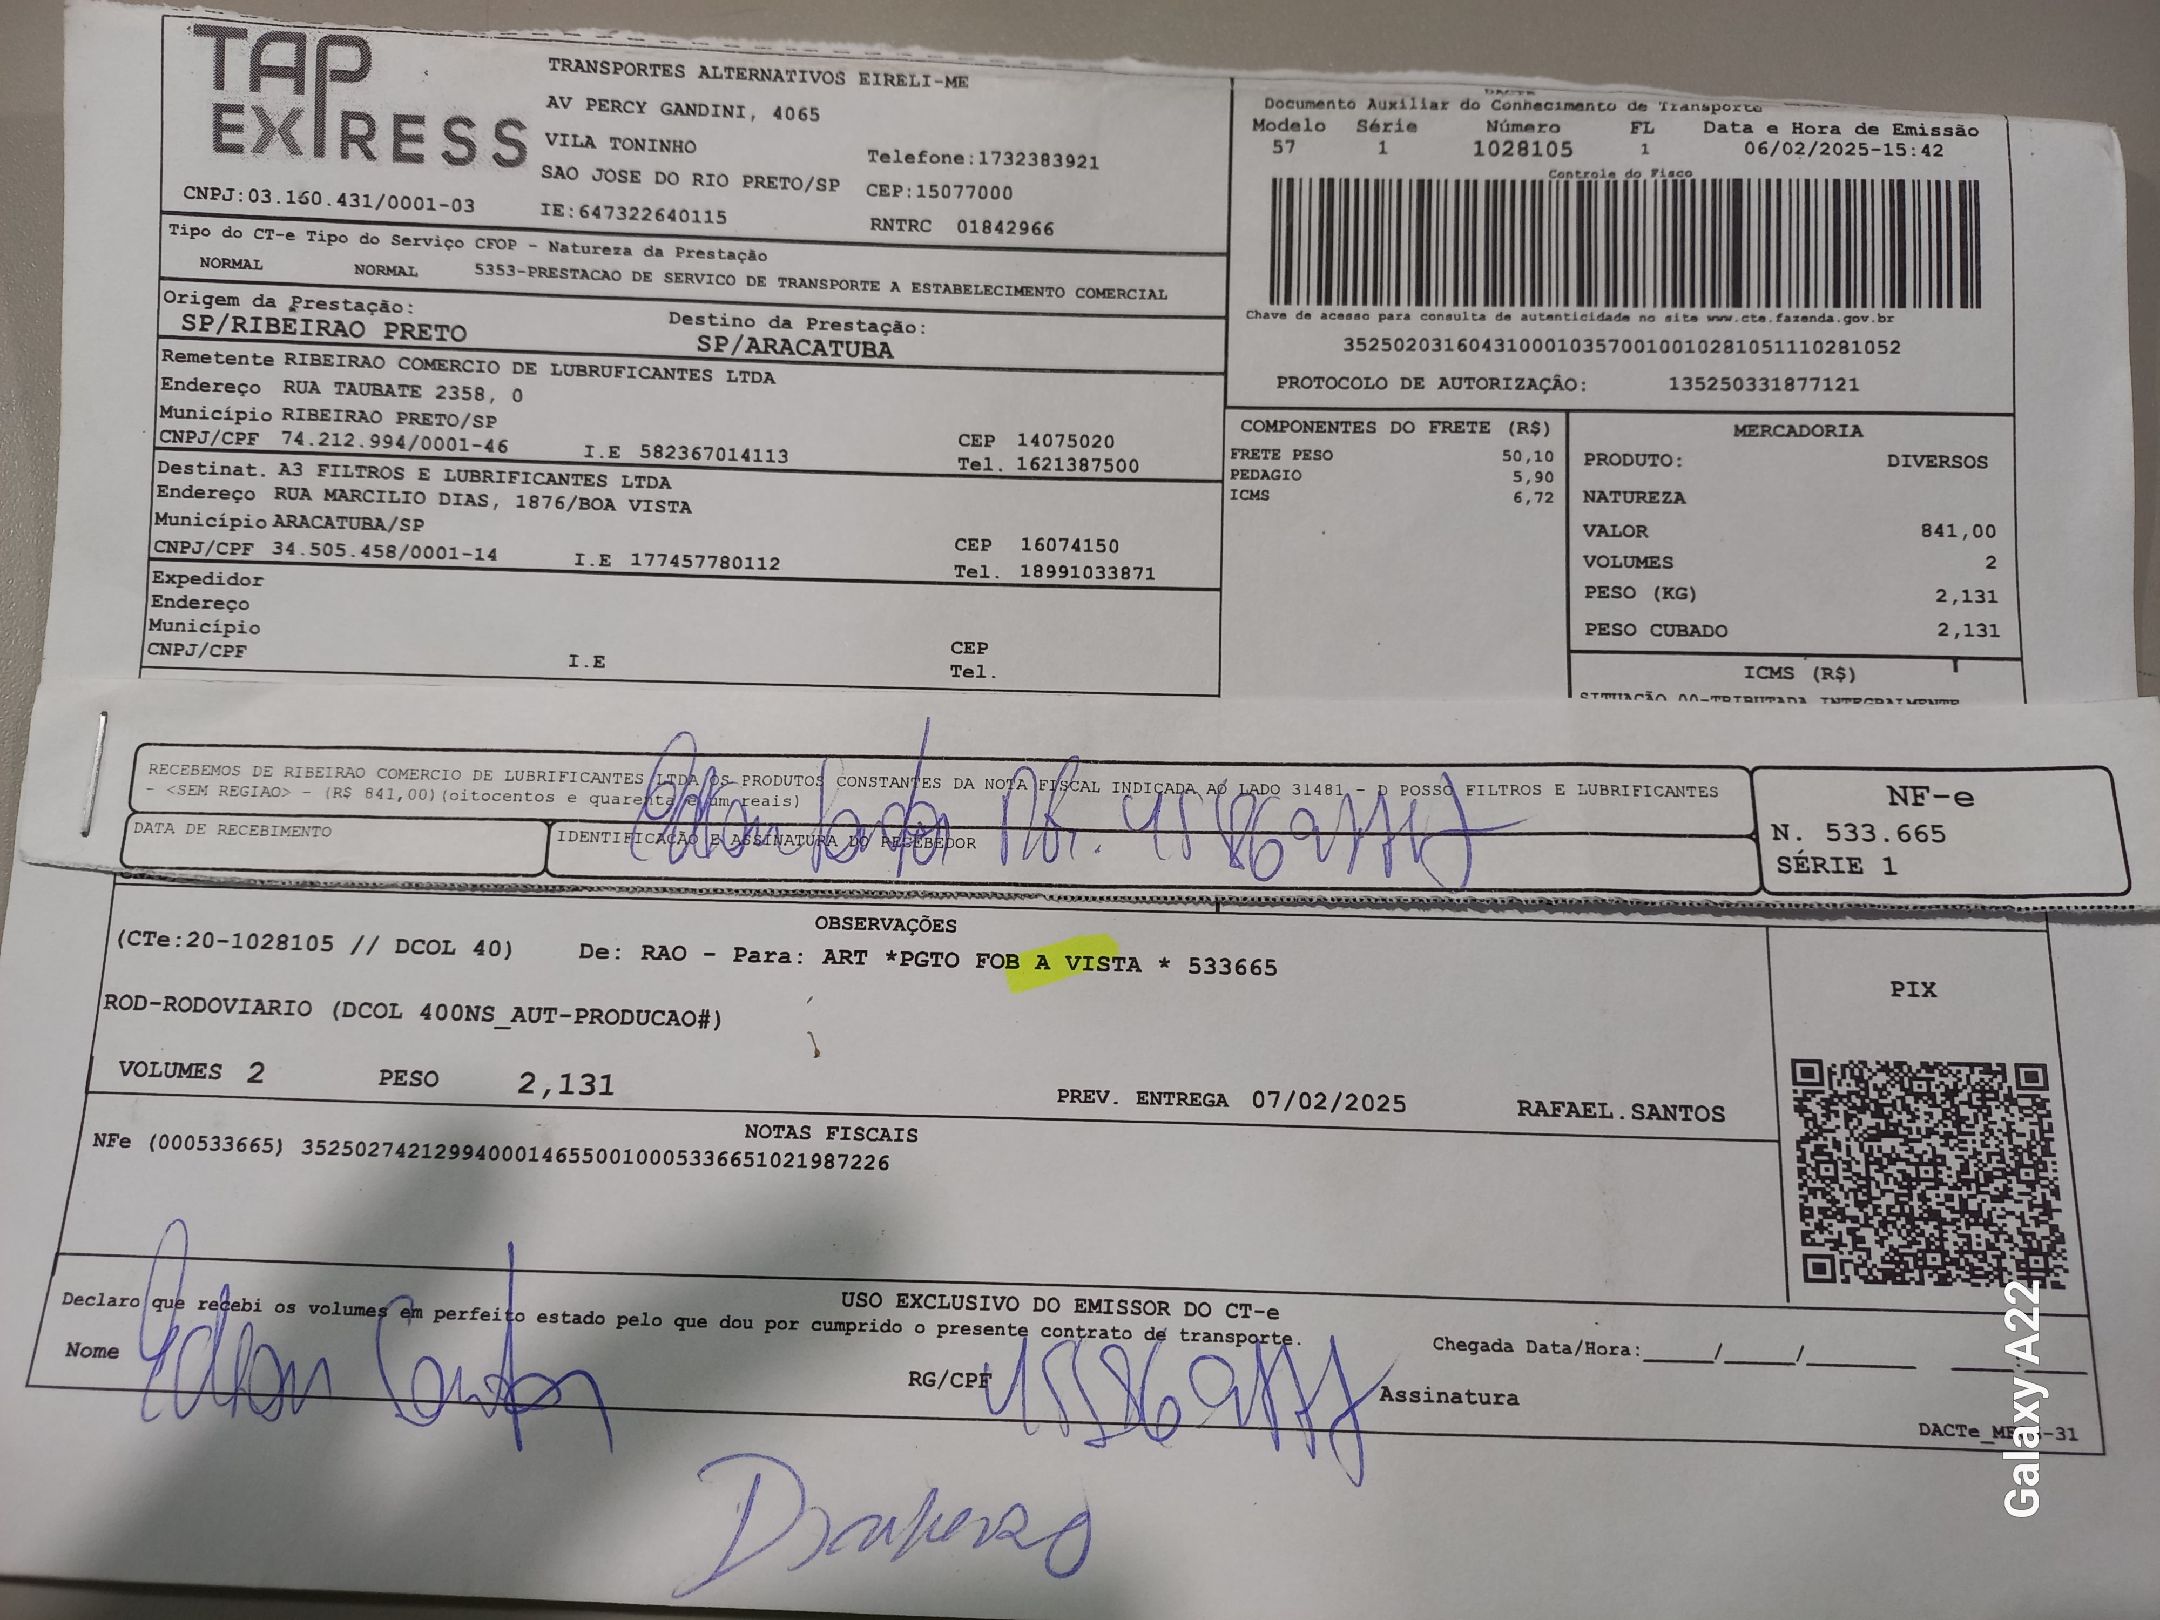 TAP
EXPRESS
TRANSPORTES ALTERNATIVOS EIRELI-ME
AV PERCY GANDINI, 4065
VILA TONINHO
Telefone:1732383921
SAO JOSE DO RIO PRETO/SP CEP:15077000
CNPJ:03.160.431/0001-03 IE:647322640115 RNTRC 01842966
DACTE
Documento Auxiliar do Conhecimento de Transporte
Modelo Série Número FL Data e Hora de Emissão
57 1 1028105 1 06/02/2025-15:42
Controle do Fisco
Chave de acesso para consulta de autenticidade no site www.cte.fazenda.gov.br
35250203160431000103570010010281051110281052
PROTOCOLO DE AUTORIZAÇÃO: 135250331877121
Tipo do CT-e Tipo do Serviço CFOP - Natureza da Prestação
NORMAL NORMAL 5353-PRESTACAO DE SERVICO DE TRANSPORTE A ESTABELECIMENTO COMERCIAL
Origem da Prestação: Destino da Prestação:
SP/RIBEIRAO PRETO SP/ARACATUBA
Remetente RIBEIRAO COMERCIO DE LUBRUFICANTES LTDA
Endereço RUA TAUBATE 2358, 0
Município RIBEIRAO PRETO/SP CEP 14075020
CNPJ/CPF 74.212.994/0001-46 I.E 582367014113 Tel. 1621387500
Destinat. A3 FILTROS E LUBRIFICANTES LTDA
Endereço RUA MARCILIO DIAS, 1876/BOA VISTA
Município ARACATUBA/SP CEP 16074150
CNPJ/CPF 34.505.458/0001-14 I.E 177457780112 Tel. 18991033871
Expedidor
Endereço
Município CEP
CNPJ/CPF I.E Tel.
COMPONENTES DO FRETE (R$)
FRETE PESO 50,10
PEDAGIO 5,90
ICMS 6,72
MERCADORIA
PRODUTO: DIVERSOS
NATUREZA
VALOR 841,00
VOLUMES 2
PESO (KG) 2,131
PESO CUBADO 2,131
ICMS (R$)
SITUAÇÃO 00-TRIBUTADA INTEGRALMENTE
RECEBEMOS DE RIBEIRAO COMERCIO DE LUBRIFICANTES LTDA OS PRODUTOS CONSTANTES DA NOTA FISCAL INDICADA AO LADO 31481 - D POSSO FILTROS E LUBRIFICANTES
- <SEM REGIAO> - (R$ 841,00)(oitocentos e quarenta e um reais)
DATA DE RECEBIMENTO IDENTIFICAÇÃO E ASSINATURA DO RECEBEDOR
NF-e
N. 533.665
SÉRIE 1
OBSERVAÇÕES
(CTe:20-1028105 // DCOL 40) De: RAO - Para: ART *PGTO FOB A VISTA * 533665
ROD-RODOVIARIO (DCOL 400NS_AUT-PRODUCAO#)
VOLUMES 2 PESO 2,131 PREV. ENTREGA 07/02/2025 RAFAEL.SANTOS
PIX
NOTAS FISCAIS
NFe (000533665) 35250274212994000146550010005336651021987226
USO EXCLUSIVO DO EMISSOR DO CT-e
Declaro que recebi os volumes em perfeito estado pelo que dou por cumprido o presente contrato de transporte.
Nome RG/CPF Assinatura
Chegada Data/Hora:____/____/______
Galaxy A22